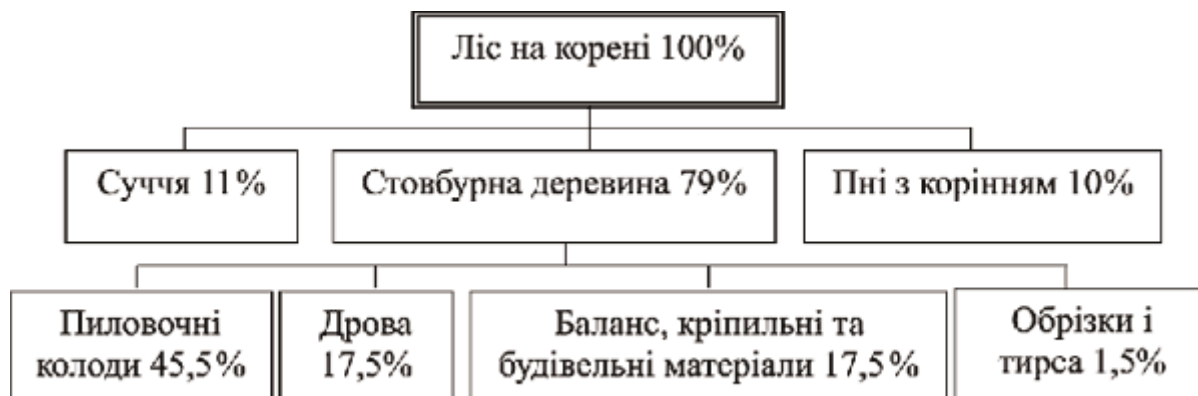 Ліс на корені 100%
Суччя 11%
Стовбурна деревина 79%
Пні з корінням 10%
Пиловочні
колоди 45,5%
Дрова
17,5%
Баланс, кріпильні та
будівельні матеріали 17,5%
Обрізки і
тирса 1,5%